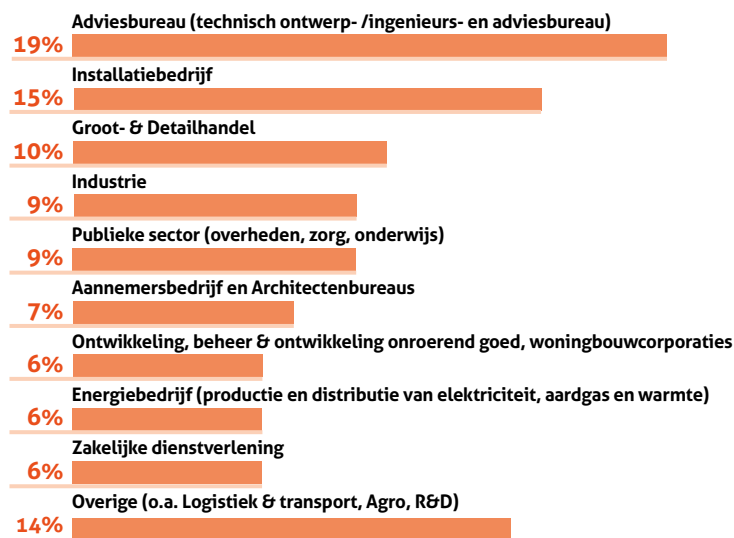 Adviesbureau (technisch ontwerp- /ingenieurs- en adviesbureau)
19%
Installatiebedrijf
15%
Groot- & Detailhandel
10%
Industrie
9%
Publieke sector (overheden, zorg, onderwijs)
9%
Aannemersbedrijf en Architectenbureaus
7%
Ontwikkeling, beheer & ontwikkeling onroerend goed, woningbouwcorporaties
6%
Energiebedrijf (productie en distributie van elektriciteit, aardgas en warmte)
6%
Zakelijke dienstverlening
6%
Overige (o.a. Logistiek & transport, Agro, R&D)
14%